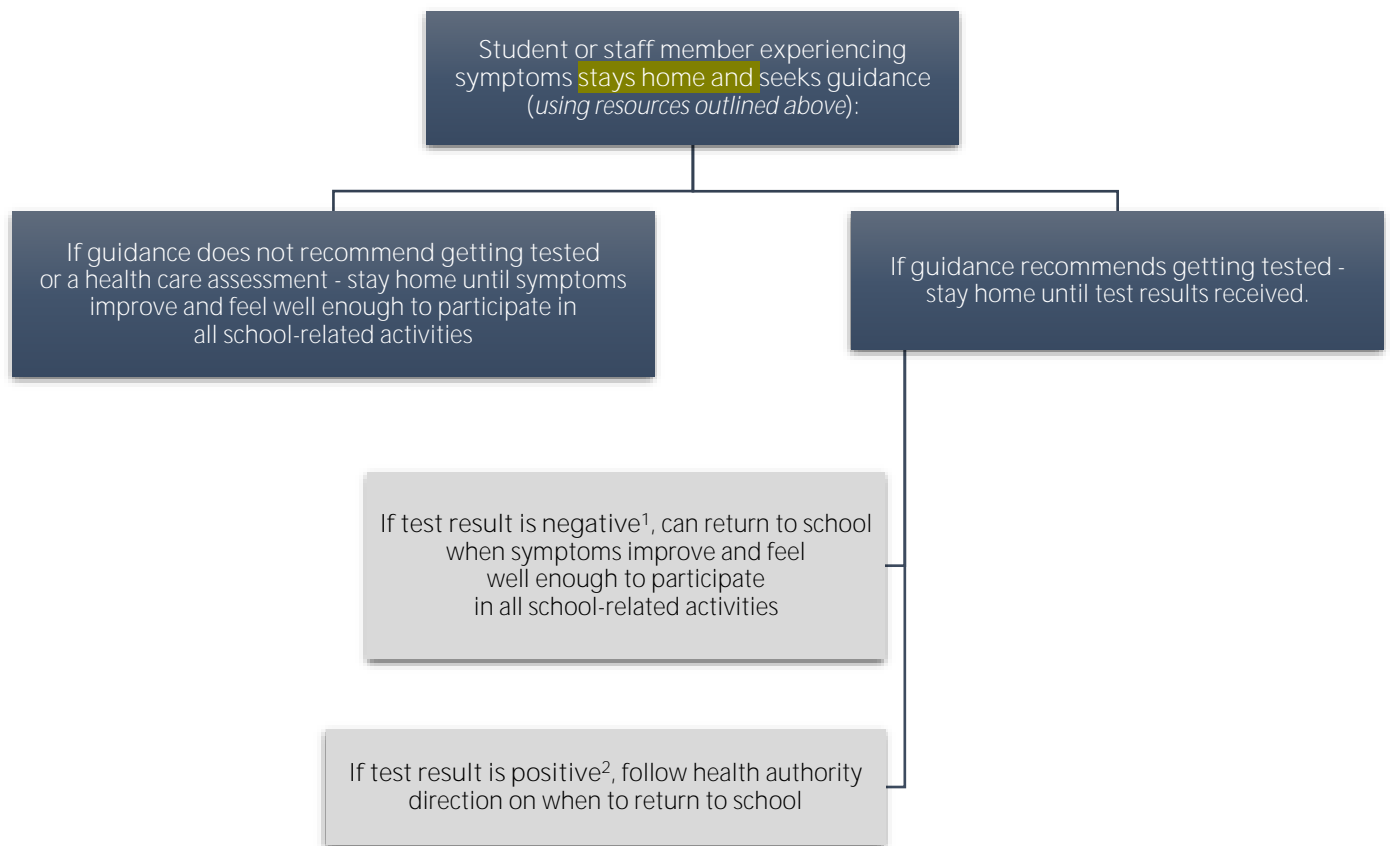 Student or staff member experiencing
symptoms stays home and seeks guidance
(using resources outlined above):
If guidance does not recommend getting tested
or a health care assessment - stay home until symptoms
improve and feel well enough to participate in
all school-related activities
If guidance recommends getting tested -
stay home until test results received.
If test result is negative¹, can return to school
when symptoms improve and feel
well enough to participate
in all school-related activities
If test result is positive², follow health authority
direction on when to return to school